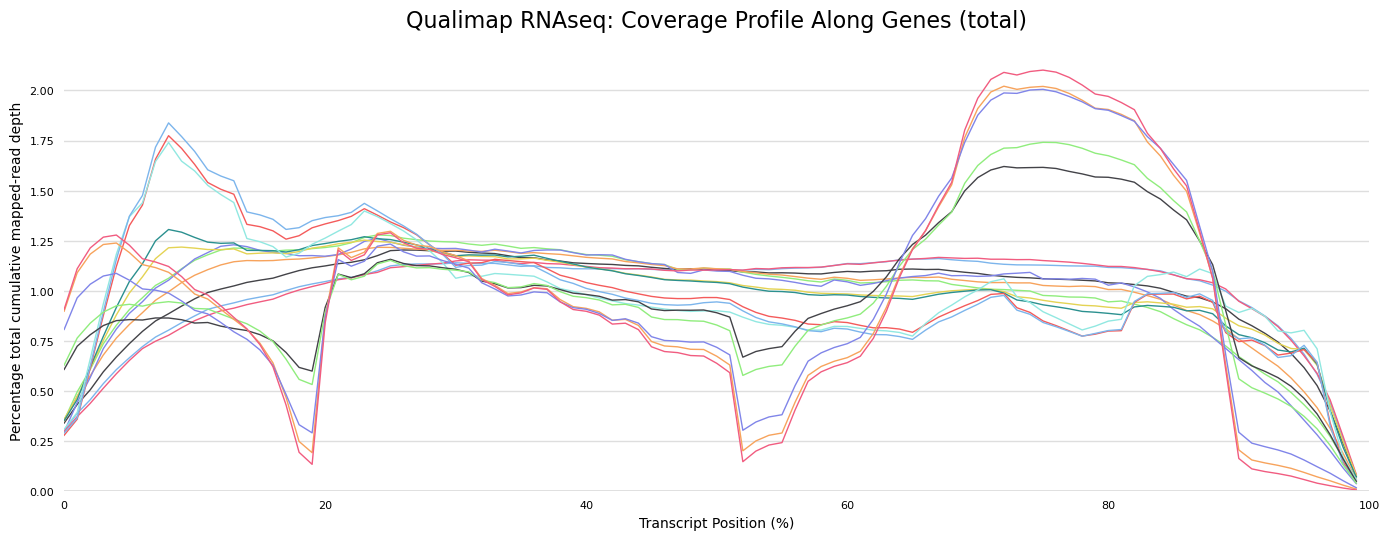 Qualimap RNAseq: Coverage Profile Along Genes (total)
Percentage total cumulative mapped-read depth
2.00
1.75
1.50
1.25
1.00
0.75
0.50
0.25
0.00
0 20 40 60 80 100
Transcript Position (%)